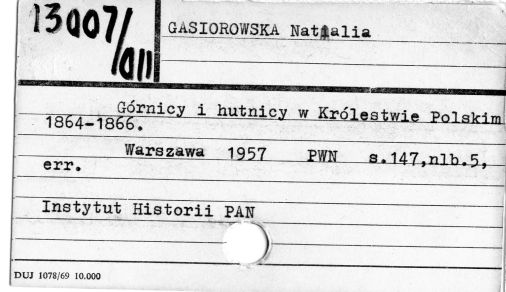 13007/
011
GASIOROWSKA Natalia
Górnicy i hutnicy w Królestwie Polskim
1864-1866.
Warszawa 1957 PWN s.147,nlb.5,
err.
Instytut Historii PAN
DUJ 1078/69 10.000